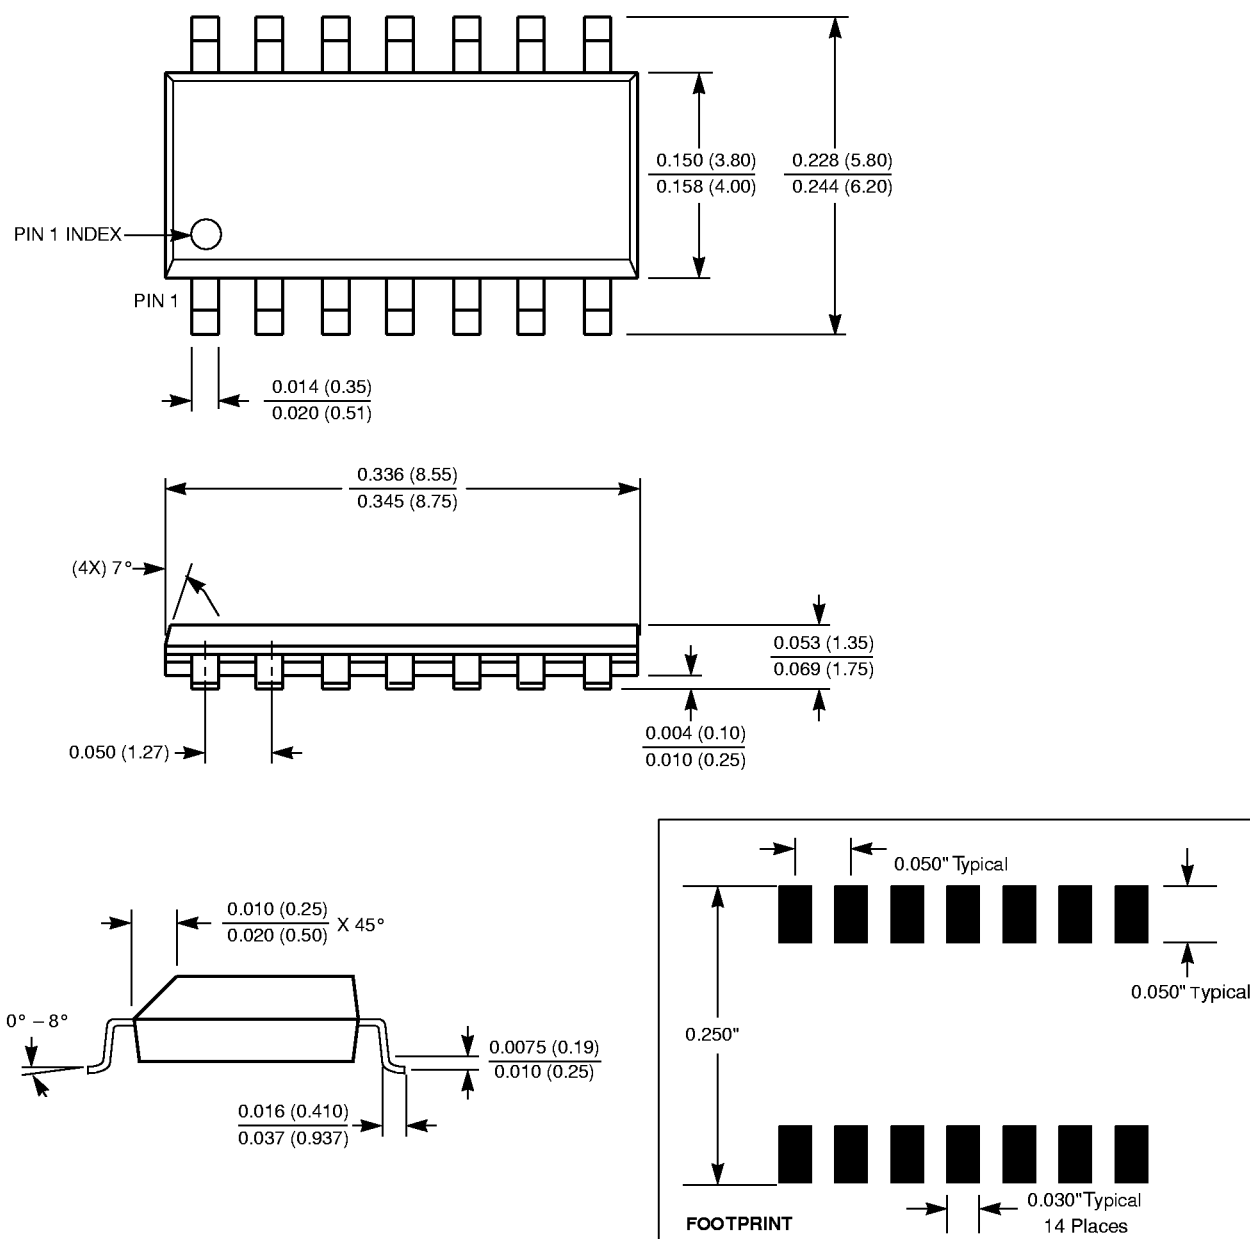 0.150 (3.80)
0.158 (4.00)
0.228 (5.80)
0.244 (6.20)
PIN 1 INDEX
PIN 1
0.014 (0.35)
0.020 (0.51)
0.336 (8.55)
0.345 (8.75)
(4X) 7°
0.053 (1.35)
0.069 (1.75)
0.004 (0.10)
0.010 (0.25)
0.050 (1.27)
0.010 (0.25)
0.020 (0.50)
X 45°
0° – 8°
0.0075 (0.19)
0.010 (0.25)
0.016 (0.410)
0.037 (0.937)
0.050" Typical
0.050" Typical
0.250"
0.030" Typical
14 Places
FOOTPRINT